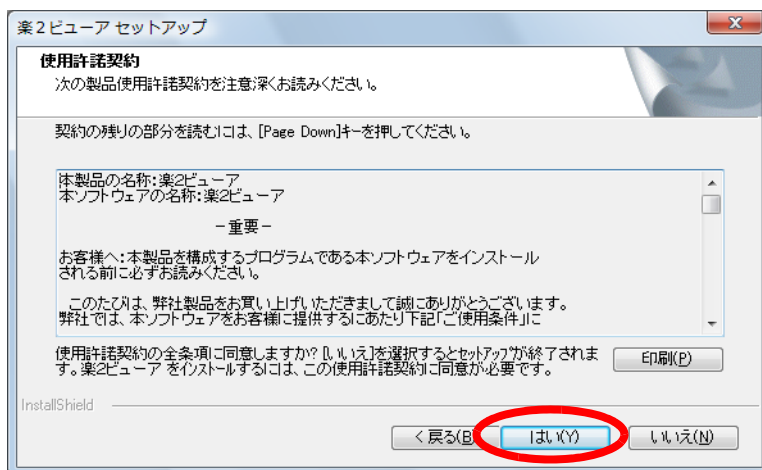 楽2ビューア セットアップ
使用許諾契約
次の製品使用許諾契約を注意深くお読みください。
契約の残りの部分を読むには、[Page Down]キーを押してください。
本製品の名称:楽2ビューア
本ソフトウェアの名称:楽2ビューア
－重要－
お客様へ:本製品を構成するプログラムである本ソフトウェアをインストール
される前に必ずお読みください。
このたびは、弊社製品をお買い上げいただきまして誠にありがとうございます。
弊社では、本ソフトウェアをお客様に提供するにあたり下記「ご使用条件」に
使用許諾契約の全条項に同意しますか? [いいえ]を選択するとセットアップが終了されま
す。楽2ビューア をインストールするには、この使用許諾契約に同意が必要です。
印刷(P)
InstallShield
< 戻る(B
はい(Y)
いいえ(N)